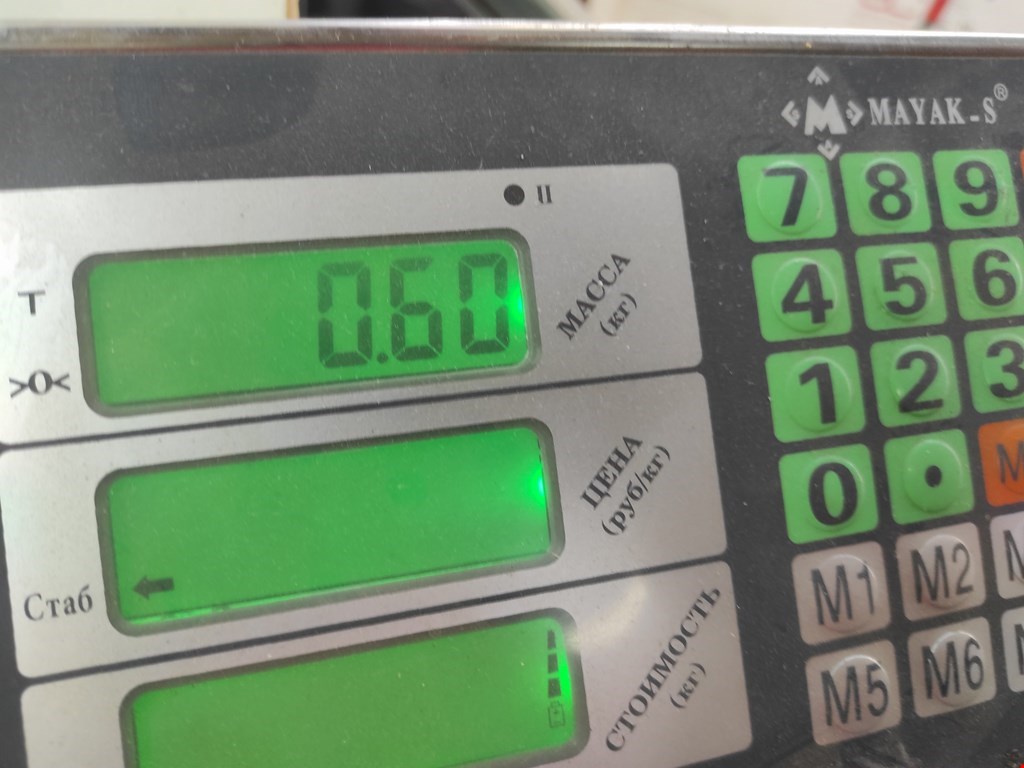 MAYAK-S®
II
T
0.60
МАССА
(кг)
>0<
ЦЕНА
(руб/кг)
Стаб
СТОИМОСТЬ
(кг)
7 8 9
4 5 6
1 2 3
0 . M
M1 M2
M5 M6